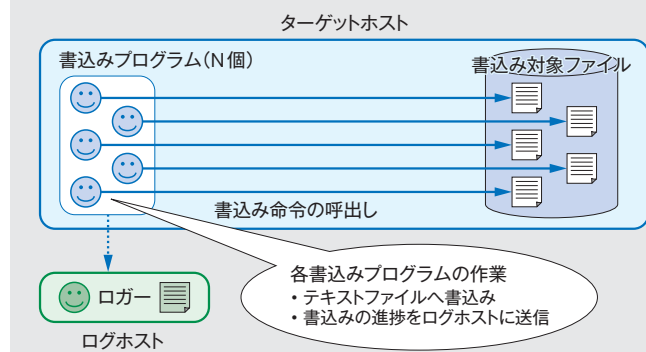 ターゲットホスト
書込みプログラム(N個)
書込み対象ファイル
書込み命令の呼出し
各書込みプログラムの作業
・テキストファイルへ書込み
・書込みの進捗をログホストに送信
ロガー
ログホスト